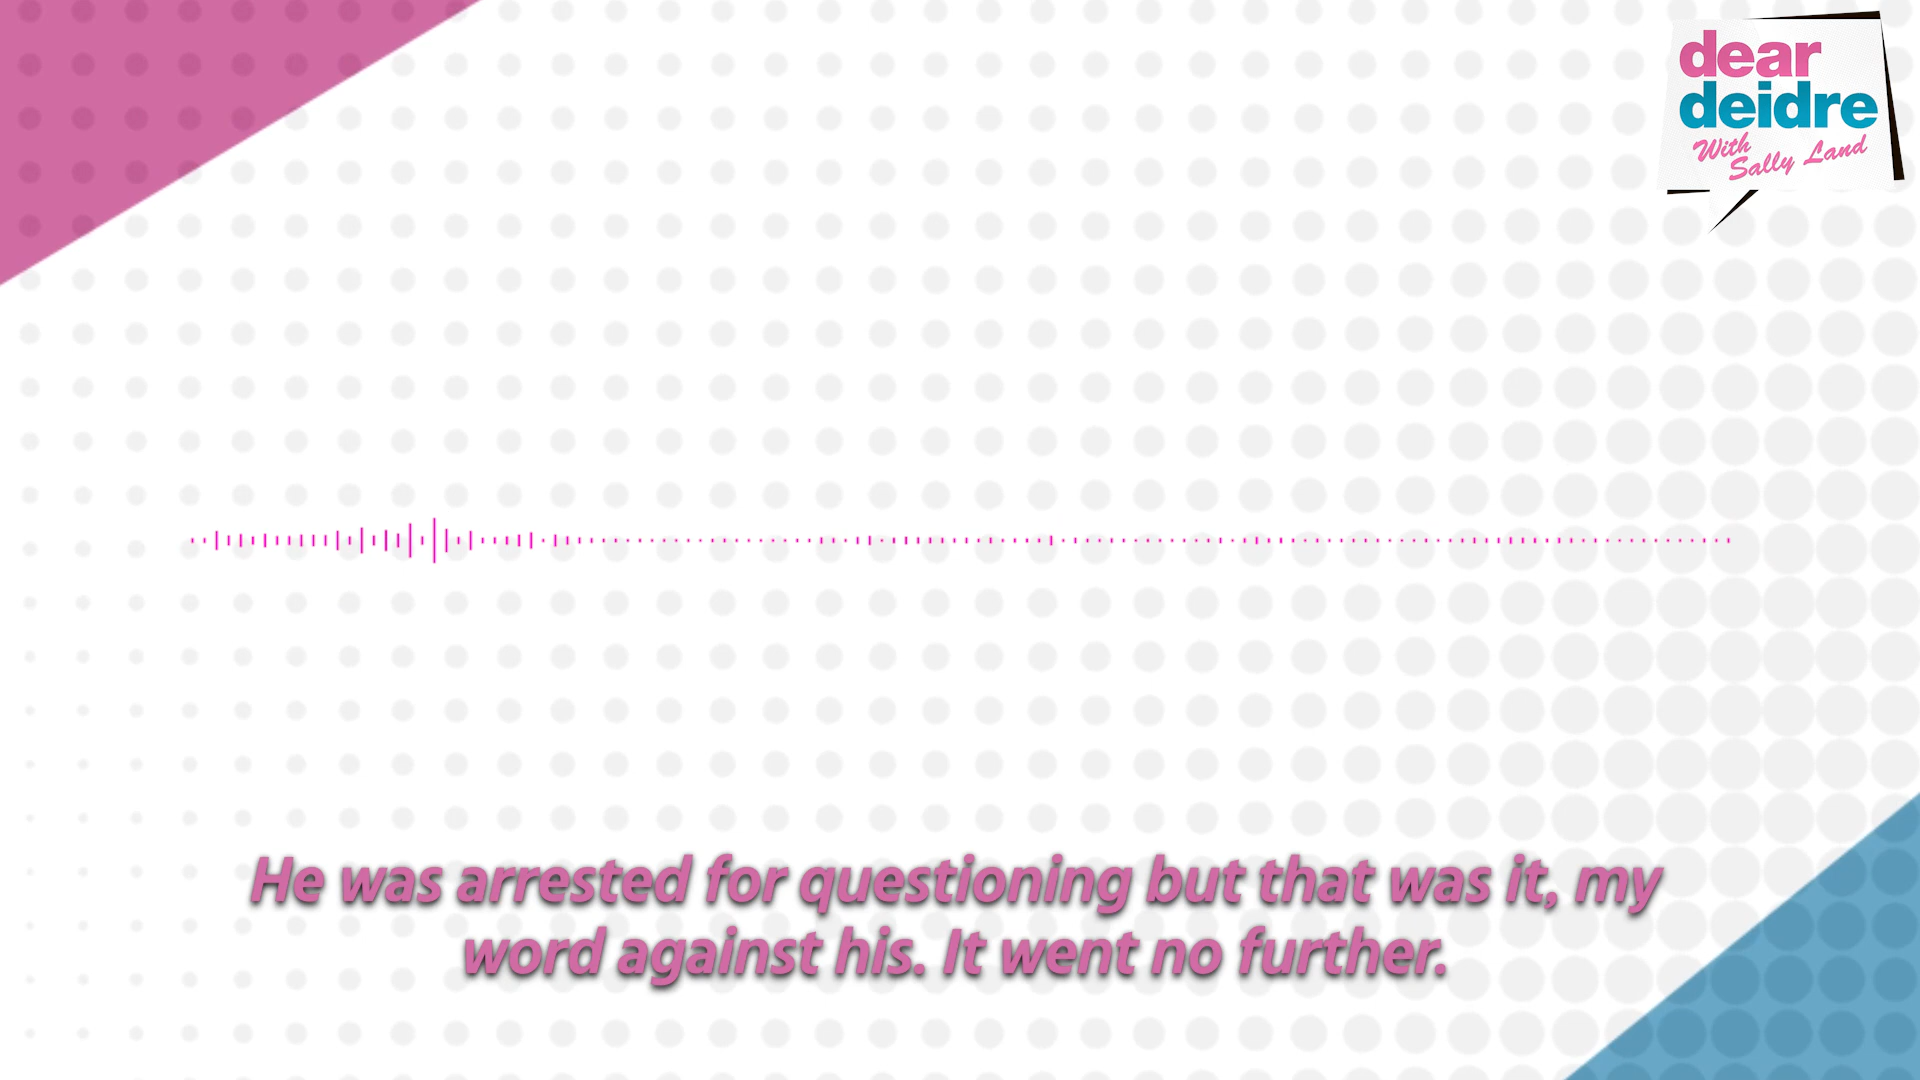 dear
deidre
With
Sally Land
He was arrested for questioning but that was it, my
word against his. It went no further.